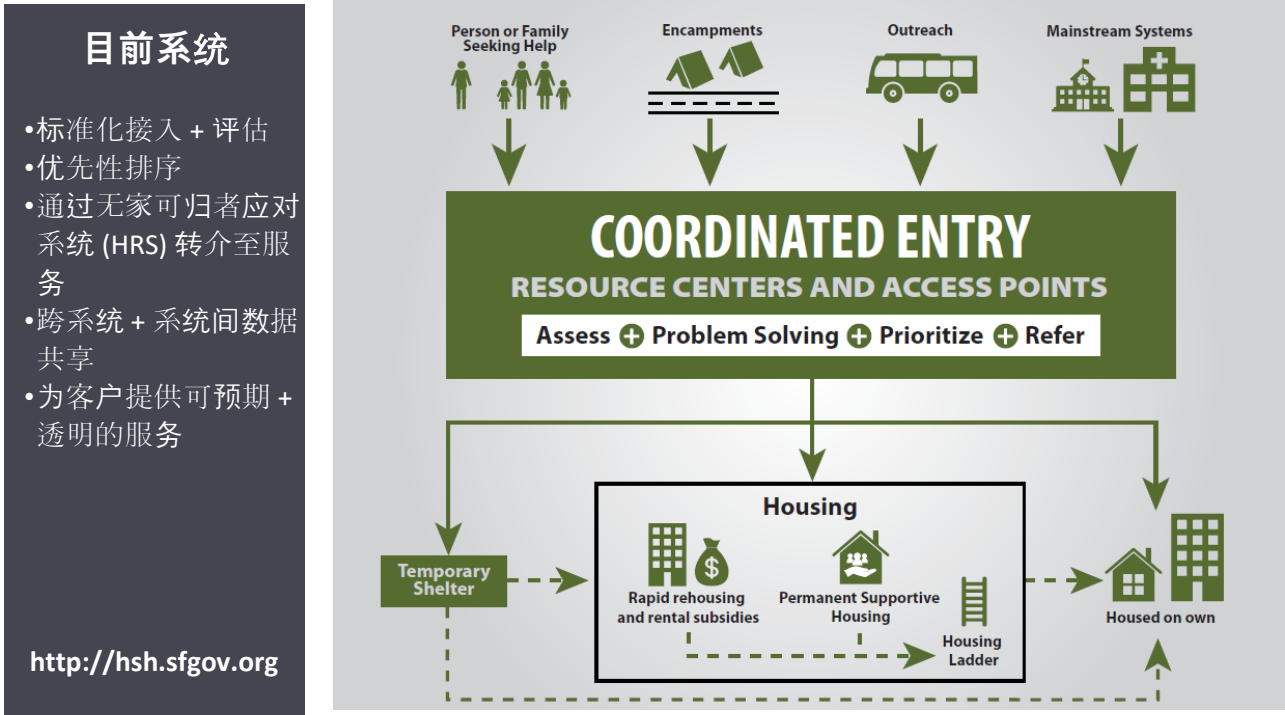 目前系统
•标准化接入 + 评估
•优先性排序
•通过无家可归者应对
系统 (HRS) 转介至服
务
•跨系统 + 系统间数据
共享
•为客户提供可预期 +
透明的服务
http://hsh.sfgov.org
Person or Family
Seeking Help
Encampments
Outreach
Mainstream Systems
COORDINATED ENTRY
RESOURCE CENTERS AND ACCESS POINTS
Assess + Problem Solving + Prioritize + Refer
Housing
$
Temporary
Shelter
Rapid rehousing
and rental subsidies
Permanent Supportive
Housing
Housing
Ladder
Housed on own